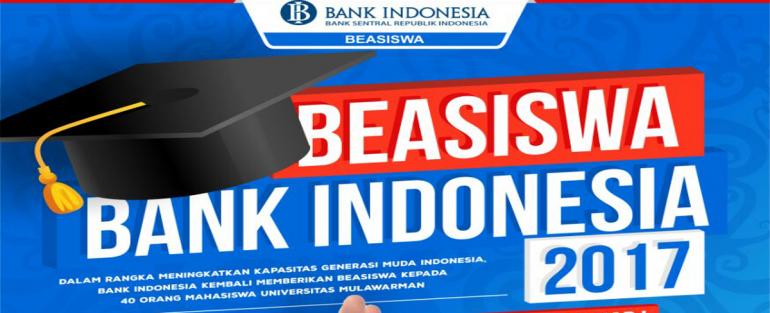 BANK INDONESIA
BANK SENTRAL REPUBLIK INDONESIA
BEASISWA
BEASISWA
BANK INDONESIA
2017
DALAM RANGKA MENINGKATKAN KAPASITAS GENERASI MUDA INDONESIA,
BANK INDONESIA KEMBALI MEMBERIKAN BEASISWA KEPADA
40 ORANG MAHASISWA UNIVERSITAS MULAWARMAN